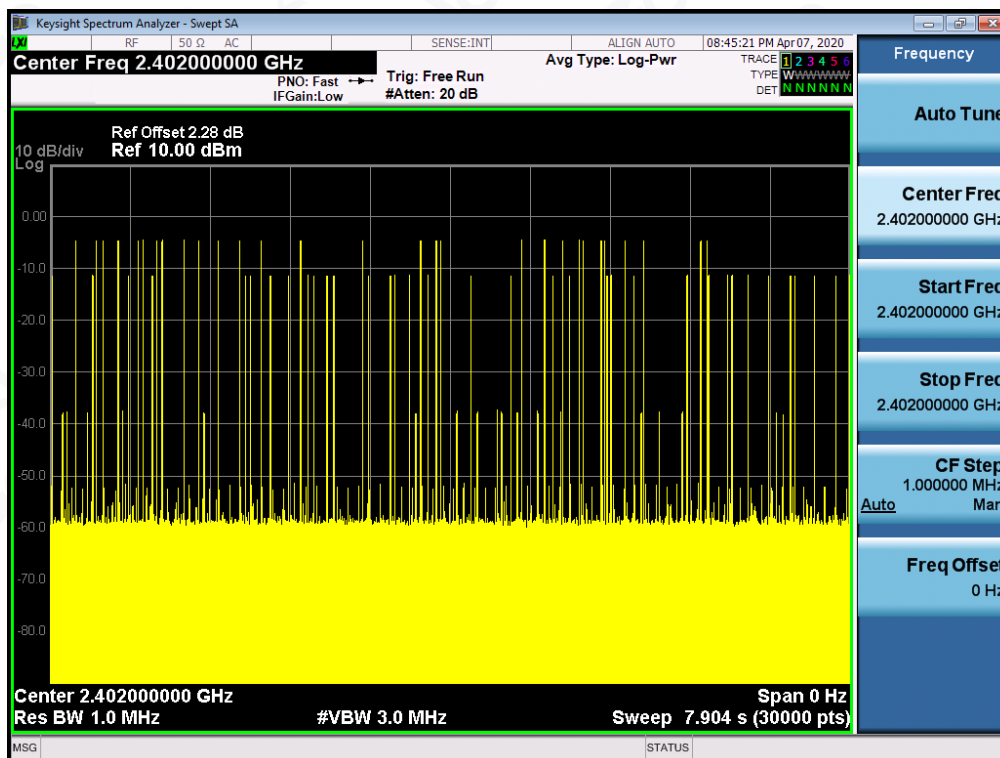 Keysight Spectrum Analyzer - Swept SA
LXI RF 50 Ω AC SENSE:INT ALIGN AUTO 08:45:21 PM Apr 07, 2020
Center Freq 2.402000000 GHz
Avg Type: Log-Pwr
TRACE 1 2 3 4 5 6
PNO: Fast
Trig: Free Run
TYPE WWWWWW
IFGain:Low
#Atten: 20 dB
DET N N N N N N
Ref Offset 2.28 dB
10 dB/div Ref 10.00 dBm
Log
0.00
-10.0
-20.0
-30.0
-40.0
-50.0
-60.0
-70.0
-80.0
Center 2.402000000 GHz Span 0 Hz
Res BW 1.0 MHz #VBW 3.0 MHz Sweep 7.904 s (30000 pts)
MSG STATUS
Frequency
Auto Tune
Center Freq
2.402000000 GHz
Start Freq
2.402000000 GHz
Stop Freq
2.402000000 GHz
CF Step
1.000000 MHz
Auto Man
Freq Offset
0 Hz